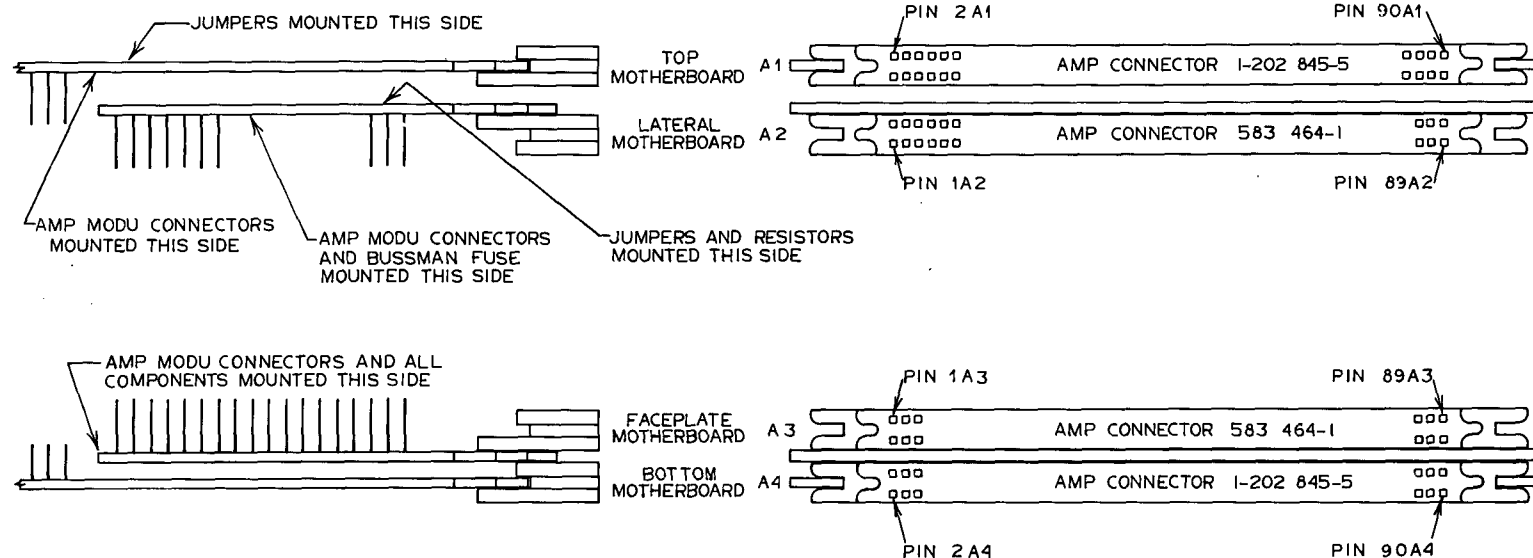 JUMPERS MOUNTED THIS SIDE
PIN 2A1
PIN 90A1
TOP
MOTHERBOARD
A1
AMP CONNECTOR 1-202 845-5
LATERAL
MOTHERBOARD
A2
AMP CONNECTOR 583 464-1
PIN 1A2
PIN 89A2
AMP MODU CONNECTORS
MOUNTED THIS SIDE
AMP MODU CONNECTORS
AND BUSSMAN FUSE
MOUNTED THIS SIDE
JUMPERS AND RESISTORS
MOUNTED THIS SIDE
AMP MODU CONNECTORS AND ALL
COMPONENTS MOUNTED THIS SIDE
PIN 1A3
PIN 89A3
FACEPLATE
MOTHERBOARD
A3
AMP CONNECTOR 583 464-1
BOTTOM
MOTHERBOARD
A4
AMP CONNECTOR 1-202 845-5
PIN 2A4
PIN 90A4